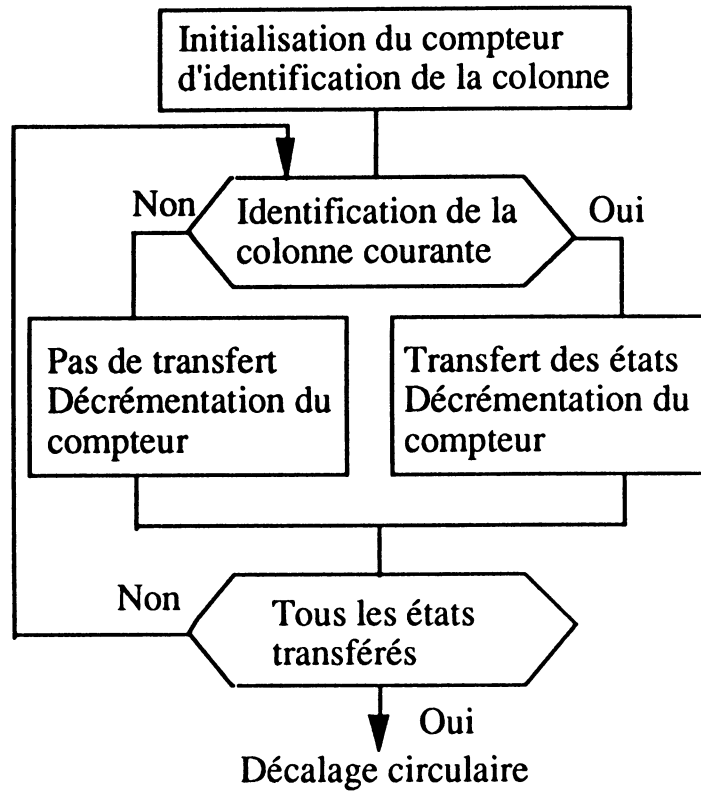 Initialisation du compteur
d'identification de la colonne
Non
Identification de la
colonne courante
Oui
Pas de transfert
Décrémentation du
compteur
Transfert des états
Décrémentation du
compteur
Non
Tous les états
transférés
Oui
Décalage circulaire